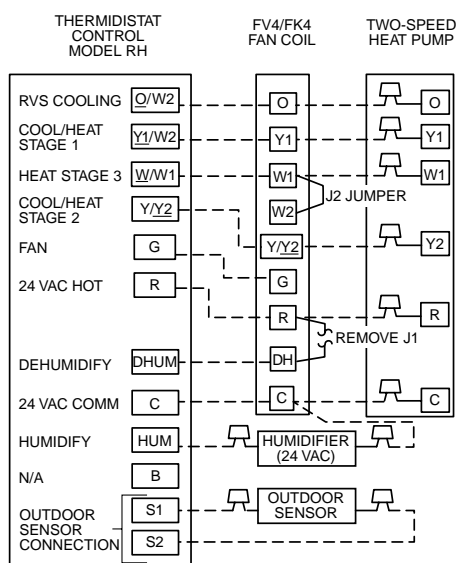 THERMIDISTAT
CONTROL
MODEL RH
FV4/FK4
FAN COIL
TWO-SPEED
HEAT PUMP
RVS COOLING O/W2 O O
COOL/HEAT
STAGE 1 Y1/W2 Y1 Y1
HEAT STAGE 3 W/W1 W1 W1
J2 JUMPER
COOL/HEAT
STAGE 2 Y/Y2 W2
Y/Y2 Y2
FAN G G
24 VAC HOT R R R
REMOVE J1
DEHUMIDIFY DHUM DH
24 VAC COMM C C C
HUMIDIFY HUM HUMIDIFIER
(24 VAC)
N/A B
OUTDOOR
SENSOR
CONNECTION
S1 OUTDOOR
SENSOR
S2